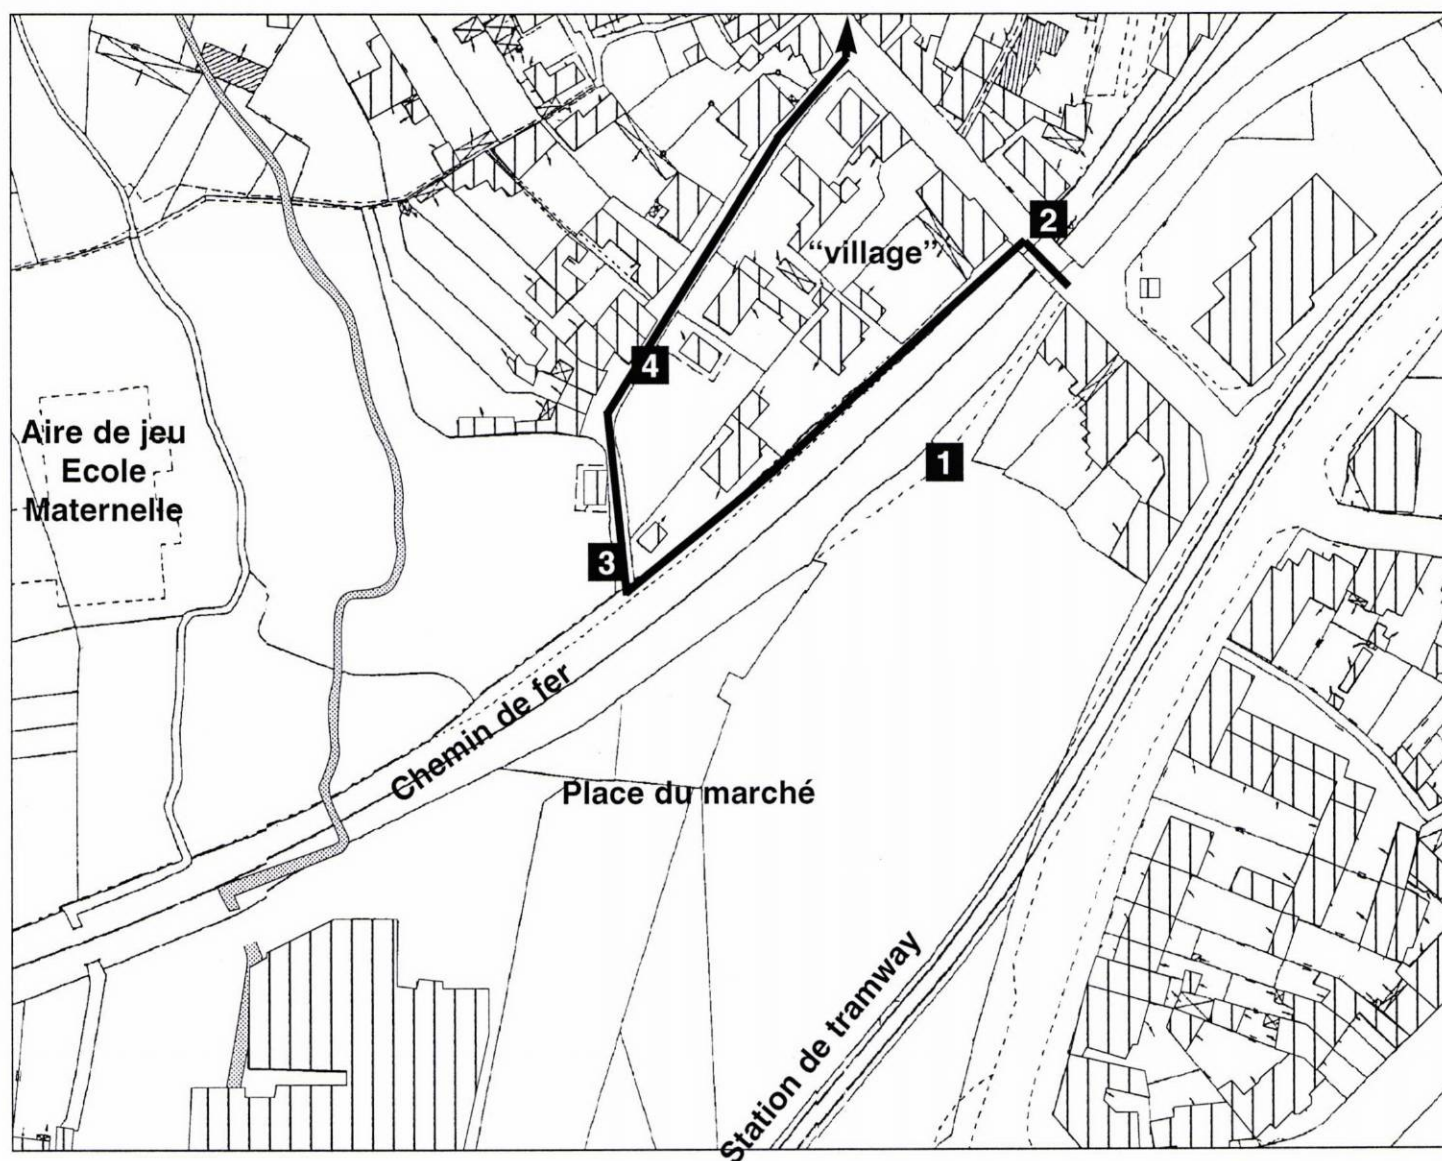 2
“village”
4
Aire de jeu
Ecole
Maternelle
1
3
Chemin de fer
Place du marché
Station de tramway